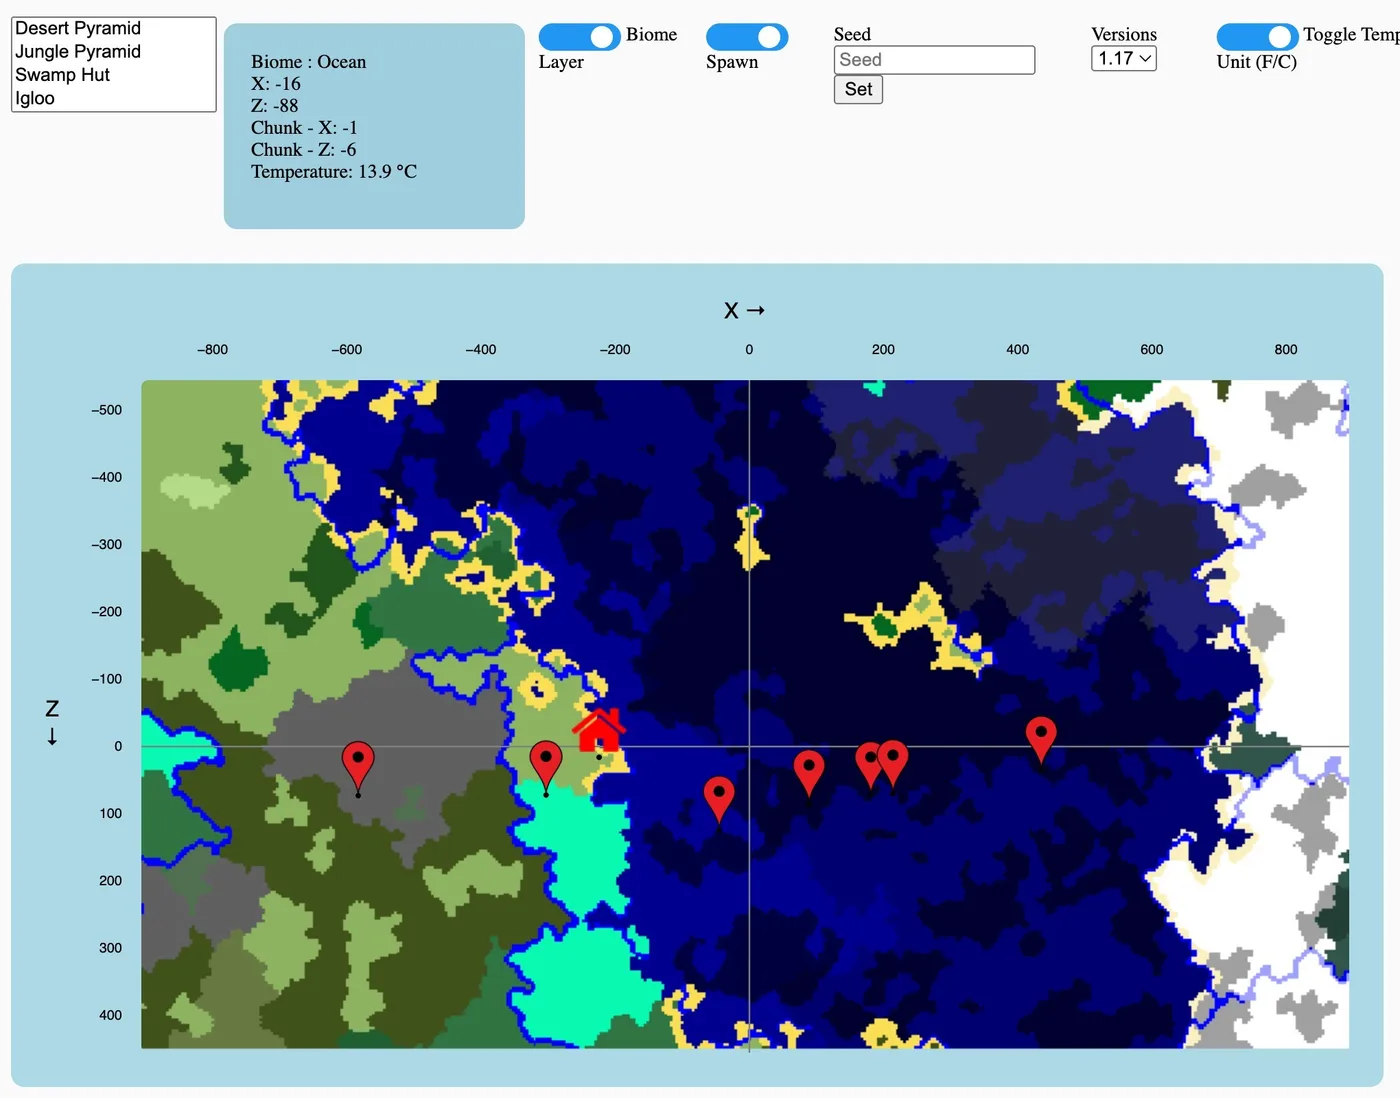 Desert Pyramid
Jungle Pyramid
Swamp Hut
Igloo
Biome : Ocean
X: -16
Z: -88
Chunk - X: -1
Chunk - Z: -6
Temperature: 13.9 °C
Biome
Layer
Spawn
Seed
Seed
Set
Versions
1.17
Toggle Temp
Unit (F/C)
X →
−800 −600 −400 −200 0 200 400 600 800
−500
−400
−300
−200
−100
Z
↓
0
100
200
300
400